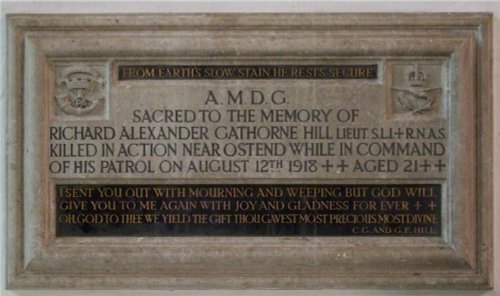 FROM EARTH'S SLOW STAIN HE RESTS SECURE
A.M.D.G.
SACRED TO THE MEMORY OF
RICHARD ALEXANDER GATHORNE HILL LIEUT. S.L.I.+R.N.A.S.
KILLED IN ACTION NEAR OSTEND WHILE IN COMMAND
OF HIS PATROL ON AUGUST 12TH 1918 ++ AGED 21++
I SENT YOU OUT WITH MOURNING AND WEEPING BUT GOD WILL
GIVE YOU TO ME AGAIN WITH JOY AND GLADNESS FOR EVER + +
OH, GOD TO THEE WE YIELD THE GIFT THOU GAVEST MOST PRECIOUS MOST DIVINE
C.G. AND G.F. HILL.